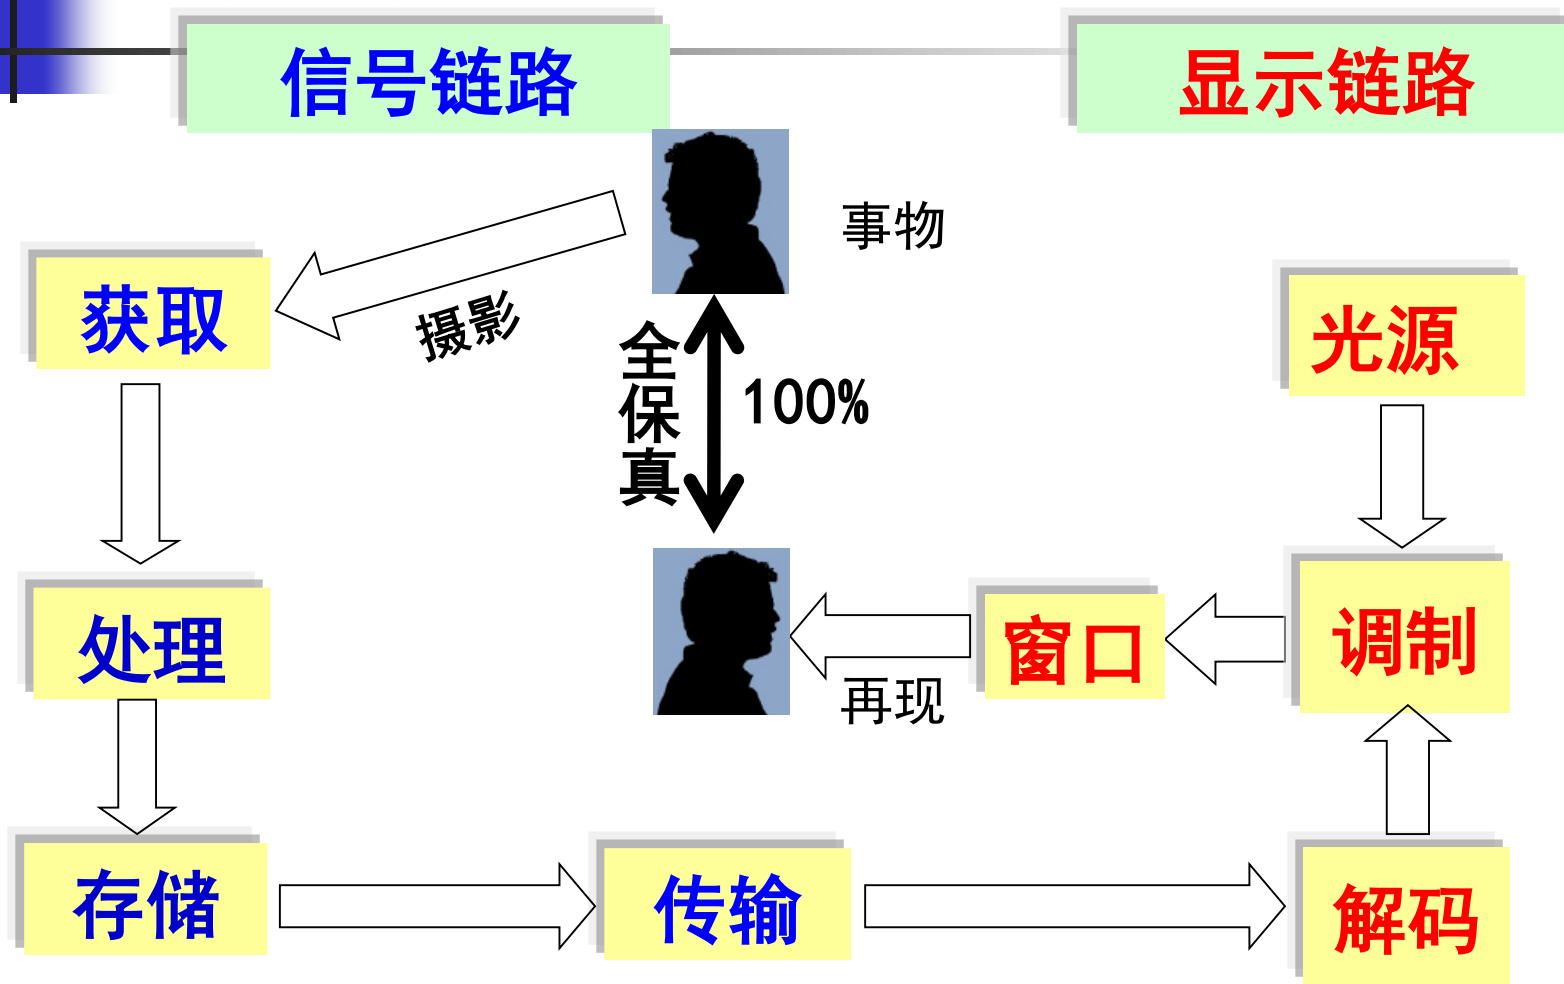 信号链路
显示链路
事物
获取
摄影
全保真
100%
光源
处理
窗口
调制
再现
存储
传输
解码